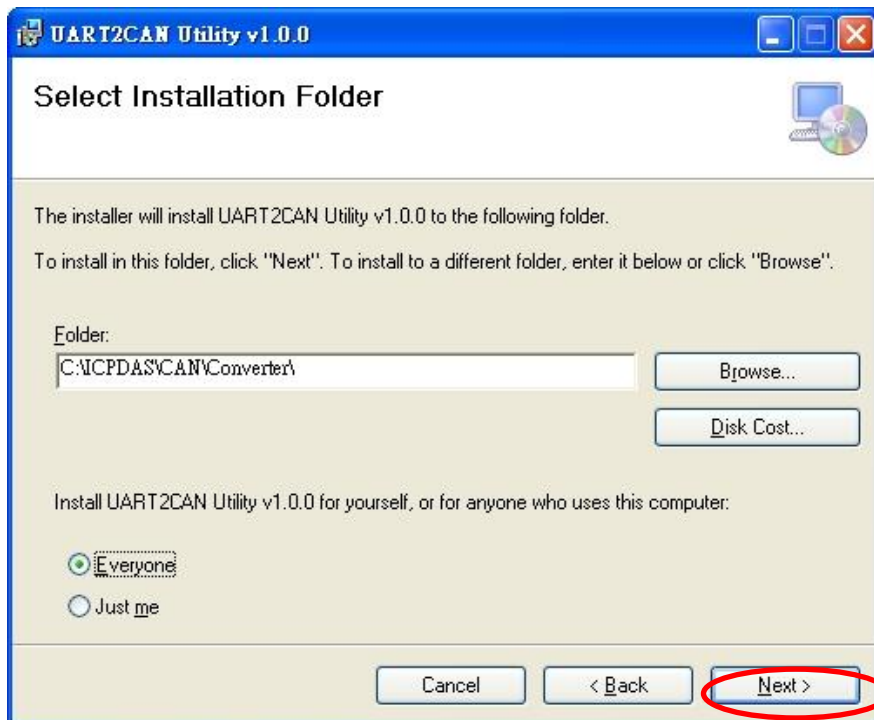 UART2CAN Utility v1.0.0
Select Installation Folder
The installer will install UART2CAN Utility v1.0.0 to the following folder.
To install in this folder, click "Next". To install to a different folder, enter it below or click "Browse".
Folder:
C:\ICPDAS\CAN\Converter\
Browse...
Disk Cost...
Install UART2CAN Utility v1.0.0 for yourself, or for anyone who uses this computer:
Everyone
Just me
Cancel
< Back
Next >